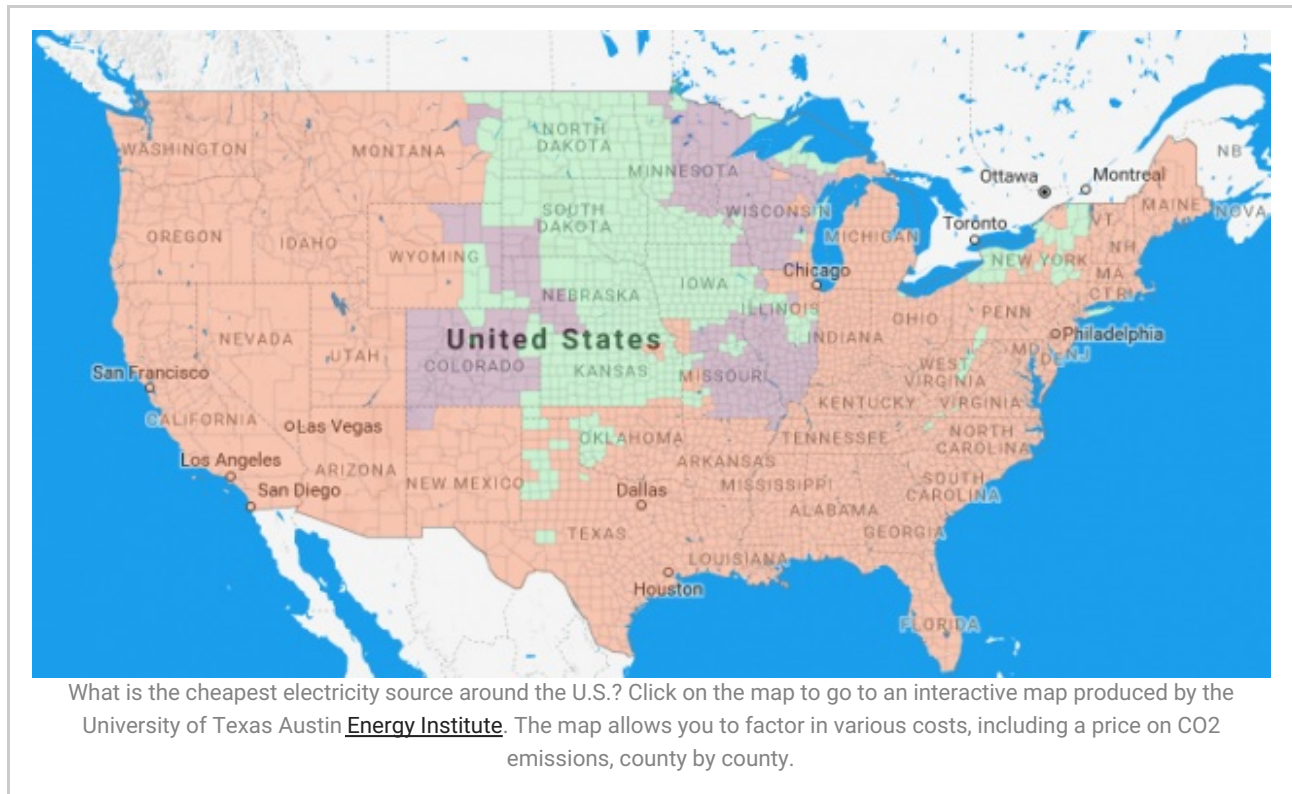 NB
NORTH
DAKOTA
WASHINGTON
MONTANA
MINNESOTA
Ottawa
Montreal
MAINE
NOVA
SOUTH
DAKOTA
WISCONSIN
Toronto
VT
OREGON
IDAHO
WYOMING
MICHIGAN
NH
NEW YORK
Chicago
MA
CT RI
IOWA
NEBRASKA
ILLINOIS
INDIANA
OHIO
PENN
Philadelphia
NEVADA
UTAH
United States
COLORADO
KANSAS
MISSOURI
MD
DE NJ
WEST
VIRGINIA
San Francisco
CALIFORNIA
Las Vegas
KENTUCKY
VIRGINIA
OKLAHOMA
TENNESSEE
NORTH
CAROLINA
Los Angeles
ARIZONA
NEW MEXICO
ARKANSAS
San Diego
Dallas
MISSISSIPPI
SOUTH
CAROLINA
ALABAMA
TEXAS
GEORGIA
LOUISIANA
Houston
FLORIDA
What is the cheapest electricity source around the U.S.? Click on the map to go to an interactive map produced by the
University of Texas Austin Energy Institute. The map allows you to factor in various costs, including a price on CO2
emissions, county by county.